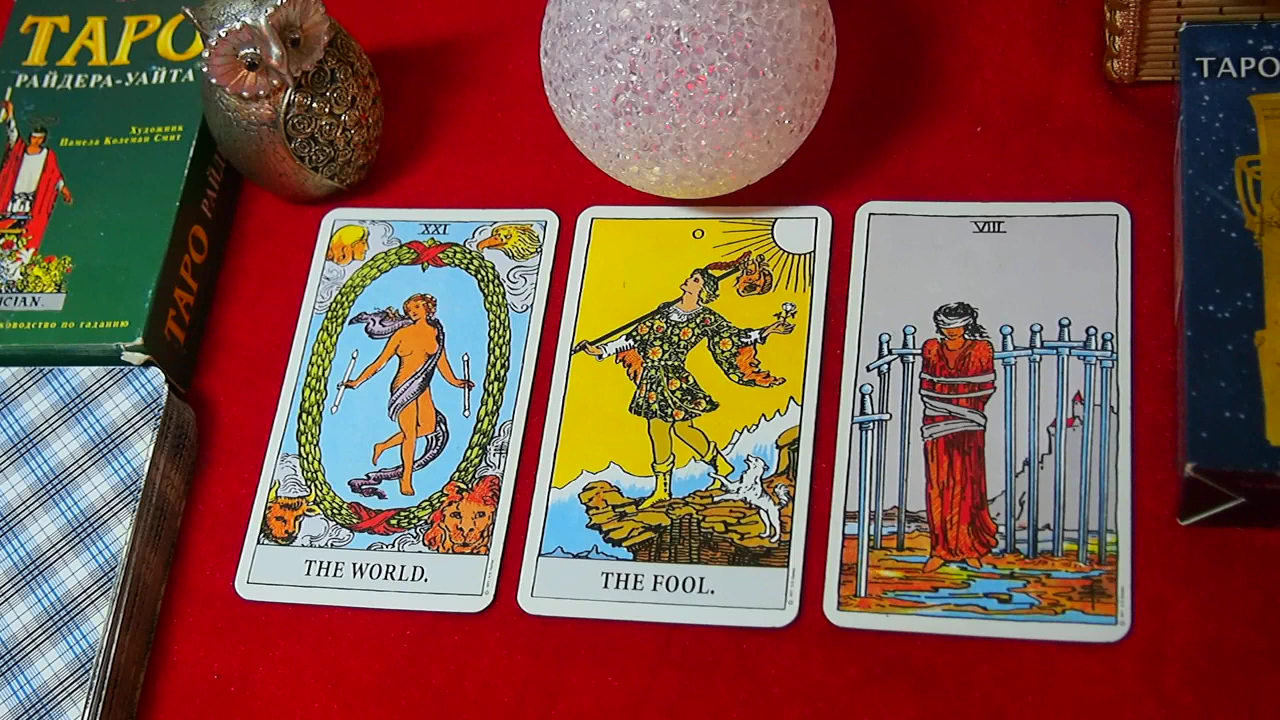 ТАРО
РАЙДЕРА-УАЙТА
Художник
Памела Колеман Смит
ICIAN.
ководство по гаданию
ТАРО РАЙД
ТАРО
XXI
THE WORLD.
0
THE FOOL.
VIII